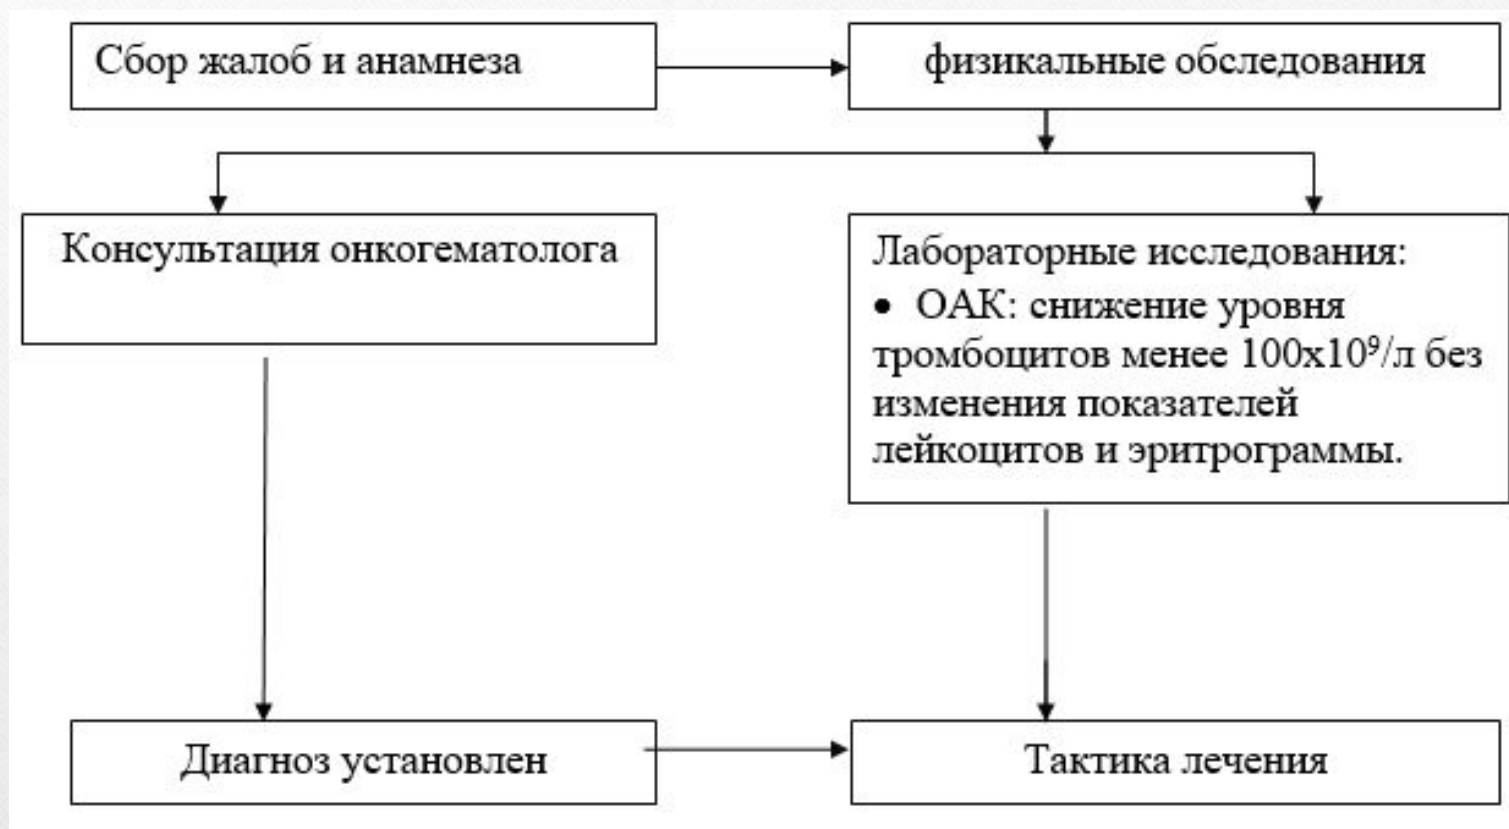 Сбор жалоб и анамнеза
физикальные обследования
Консультация онкогематолога
Лабораторные исследования:
• ОАК: снижение уровня
тромбоцитов менее 100х10⁹/л без
изменения показателей
лейкоцитов и эритрограммы.
Диагноз установлен
Тактика лечения